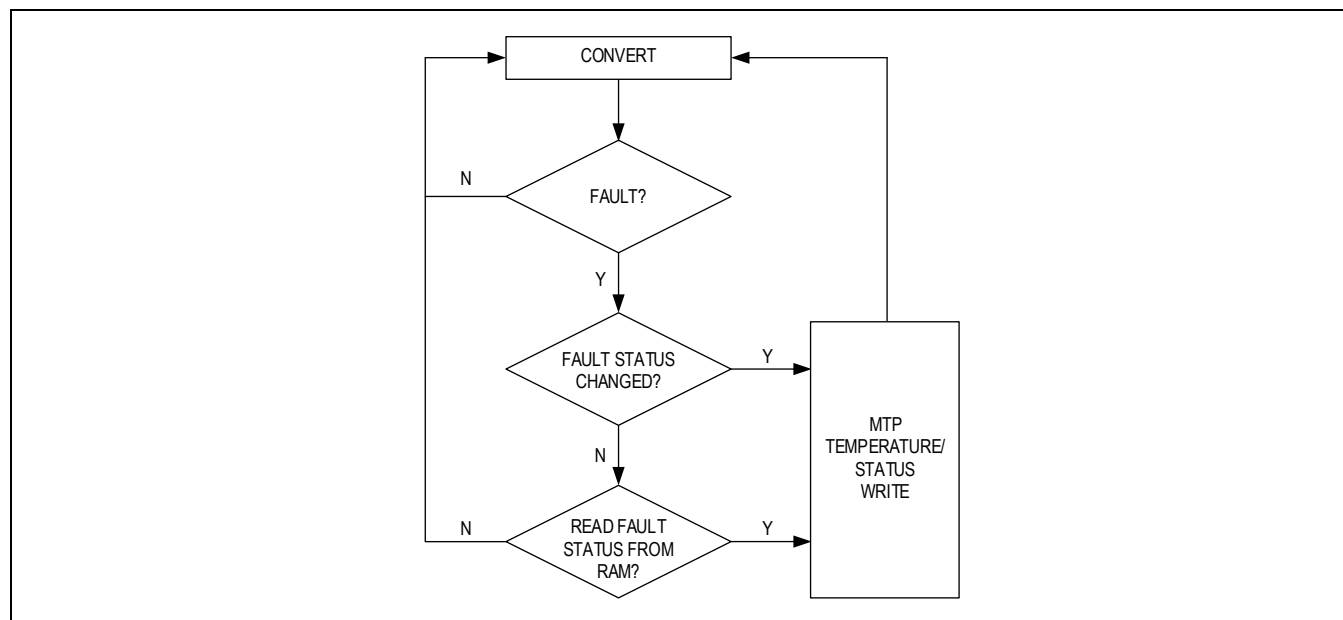 CONVERT
N
FAULT?
Y
FAULT STATUS
CHANGED?
Y
MTP
TEMPERATURE/
STATUS
WRITE
N
N
READ FAULT
STATUS FROM
RAM?
Y